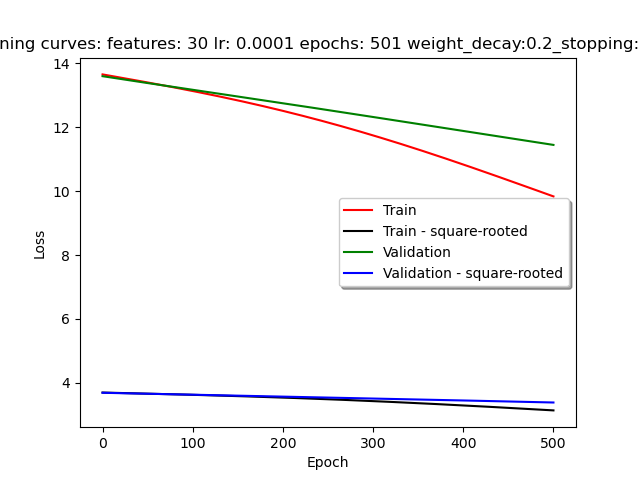 ning curves: features: 30 lr: 0.0001 epochs: 501 weight_decay:0.2_stopping:
14
12
10
8
6
4
Loss
Train
Train - square-rooted
Validation
Validation - square-rooted
0 100 200 300 400 500
Epoch